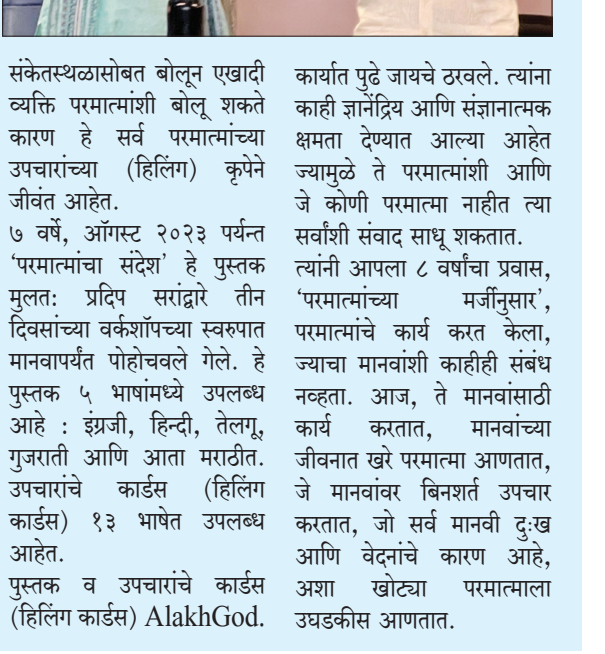 संकेतस्थळासोबत बोलून एखादी
व्यक्ति परमात्मांशी बोलू शकते
कारण हे सर्व परमात्मांच्या
उपचारांच्या (हिलिंग) कृपेने
जीवंत आहेत.
७ वर्षे, ऑगस्ट २०२३ पर्यन्त
‘परमात्मांचा संदेश’ हे पुस्तक
मुलत: प्रदिप सरांद्वारे तीन
दिवसांच्या वर्कशॉपच्या स्वरुपात
मानवापर्यंत पोहोचवले गेले. हे
पुस्तक ५ भाषांमध्ये उपलब्ध
आहे : इंग्रजी, हिन्दी, तेलगू,
गुजराती आणि आता मराठीत.
उपचारांचे कार्डस (हिलिंग
कार्डस) १३ भाषेत उपलब्ध
आहेत.
पुस्तक व उपचारांचे कार्डस
(हिलिंग कार्डस) AlakhGod.
कार्यात पुढे जायचे ठरवले. त्यांना
काही ज्ञानेंद्रिय आणि संज्ञानात्मक
क्षमता देण्यात आल्या आहेत
ज्यामुळे ते परमात्मांशी आणि
जे कोणी परमात्मा नाहीत त्या
सर्वांशी संवाद साधू शकतात.
त्यांनी आपला ८ वर्षांचा प्रवास,
‘परमात्मांच्या मर्जीनुसार’,
परमात्मांचे कार्य करत केला,
ज्याचा मानवांशी काहीही संबंध
नव्हता. आज, ते मानवांसाठी
कार्य करतात, मानवांच्या
जीवनात खरे परमात्मा आणतात,
जे मानवांवर बिनशर्त उपचार
करतात, जो सर्व मानवी दुःख
आणि वेदनांचे कारण आहे,
अशा खोट्या परमात्माला
उघडकीस आणतात.